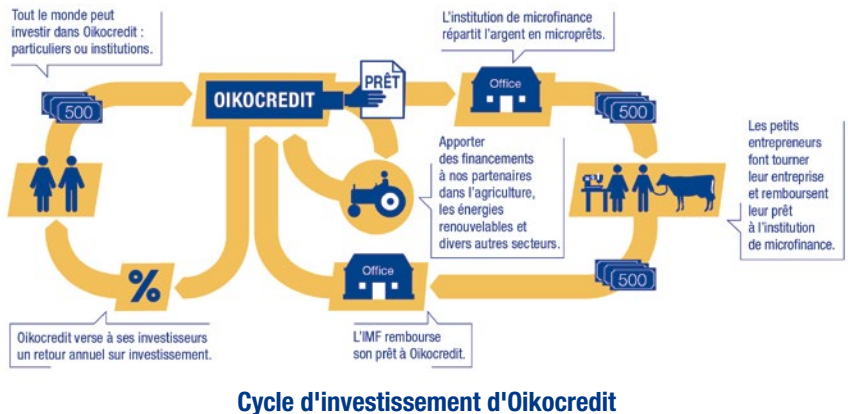 Tout le monde peut
investir dans Oikocredit :
particuliers ou institutions.
L'institution de microfinance
répartit l'argent en microprêts.
500
OIKOCREDIT
PRÊT
Office
500
Apporter
des financements
à nos partenaires
dans l'agriculture,
les énergies
renouvelables et
divers autres secteurs.
Les petits
entrepreneurs
font tourner
leur entreprise
et remboursent
leur prêt
à l'institution
de microfinance.
%
Office
500
Oikocredit verse à ses investisseurs
un retour annuel sur investissement.
L'IMF rembourse
son prêt à Oikocredit.
Cycle d'investissement d'Oikocredit